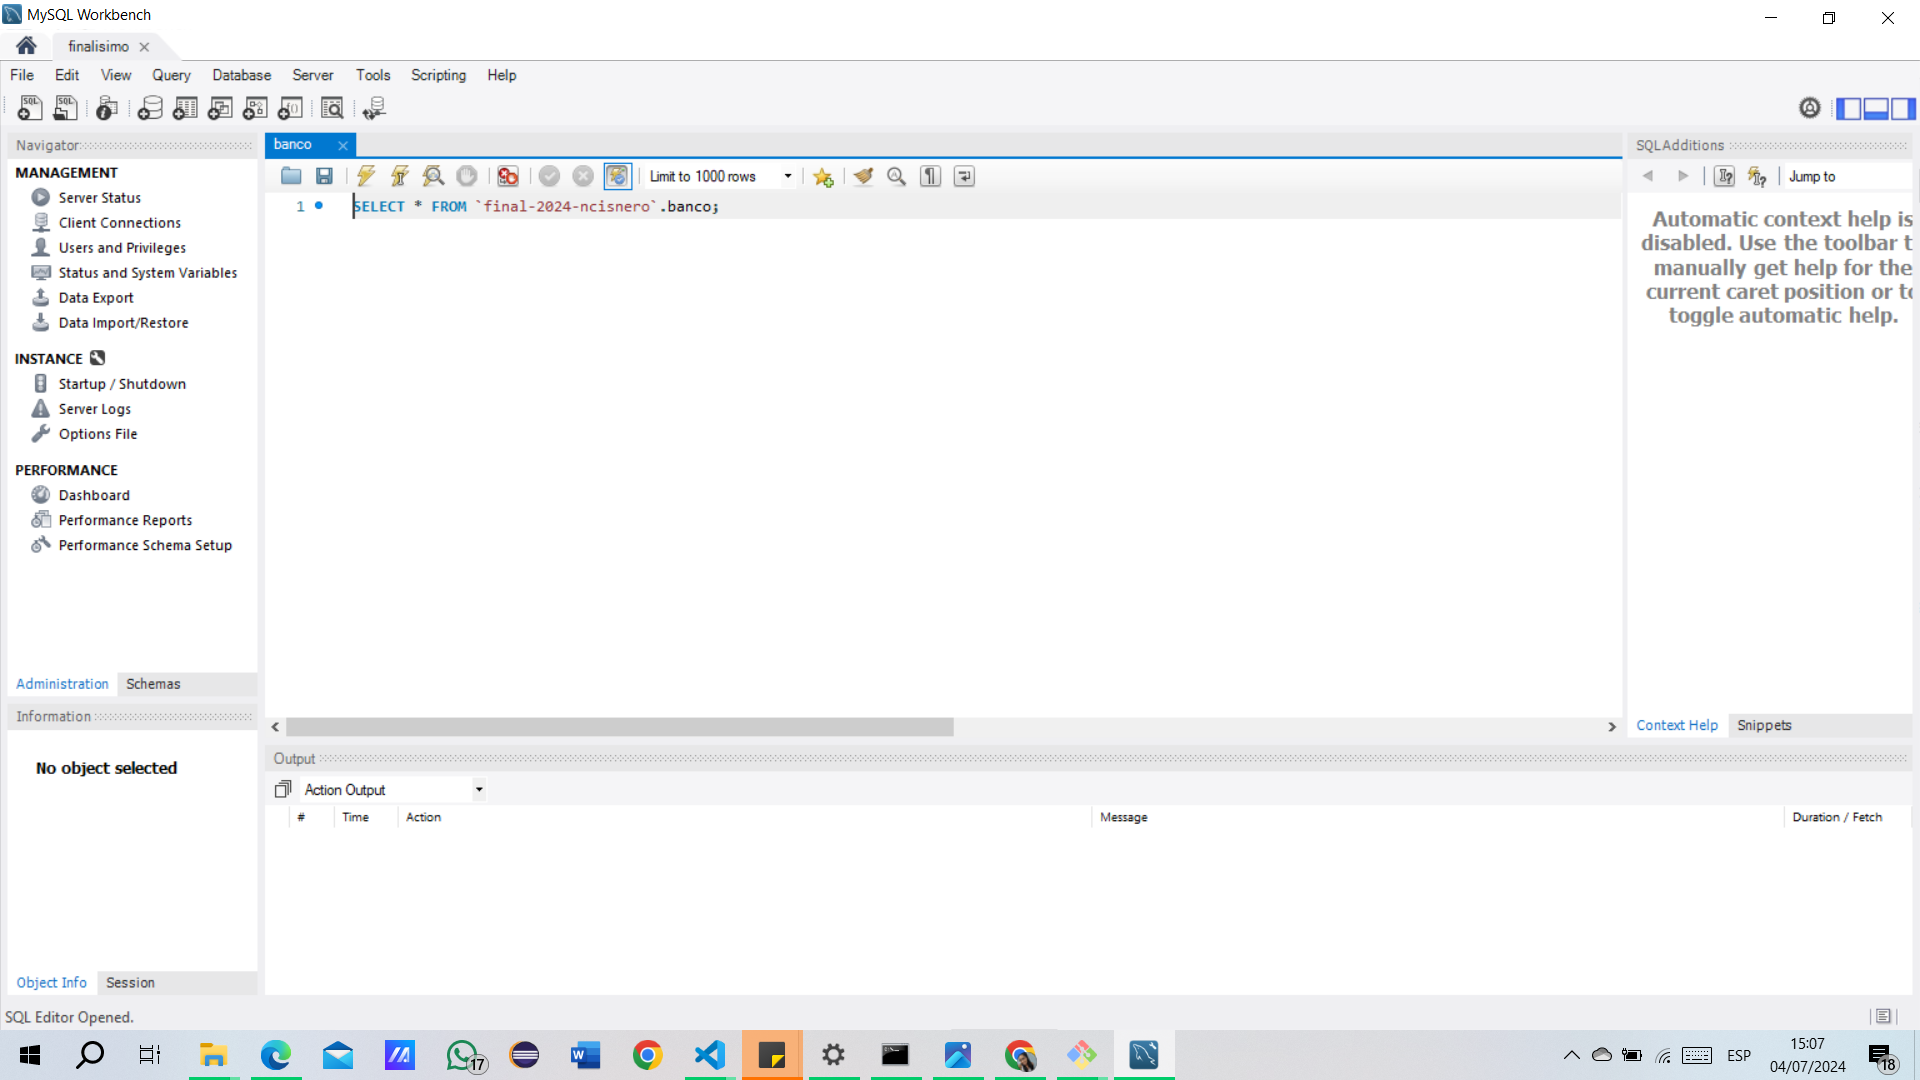 MySQL Workbench
finalisimo
File Edit View Query Database Server Tools Scripting Help
Navigator
MANAGEMENT
Server Status
Client Connections
Users and Privileges
Status and System Variables
Data Export
Data Import/Restore
INSTANCE
Startup / Shutdown
Server Logs
Options File
PERFORMANCE
Dashboard
Performance Reports
Performance Schema Setup
Administration Schemas
Information
No object selected
Object Info Session
banco
Limit to 1000 rows
1 SELECT * FROM `final-2024-ncisnero`.banco;
SQLAdditions
Jump to
Automatic context help is
disabled. Use the toolbar t
manually get help for the
current caret position or to
toggle automatic help.
Context Help Snippets
Output
Action Output
# Time Action Message Duration / Fetch
SQL Editor Opened.
17
ESP
15:07
04/07/2024
18